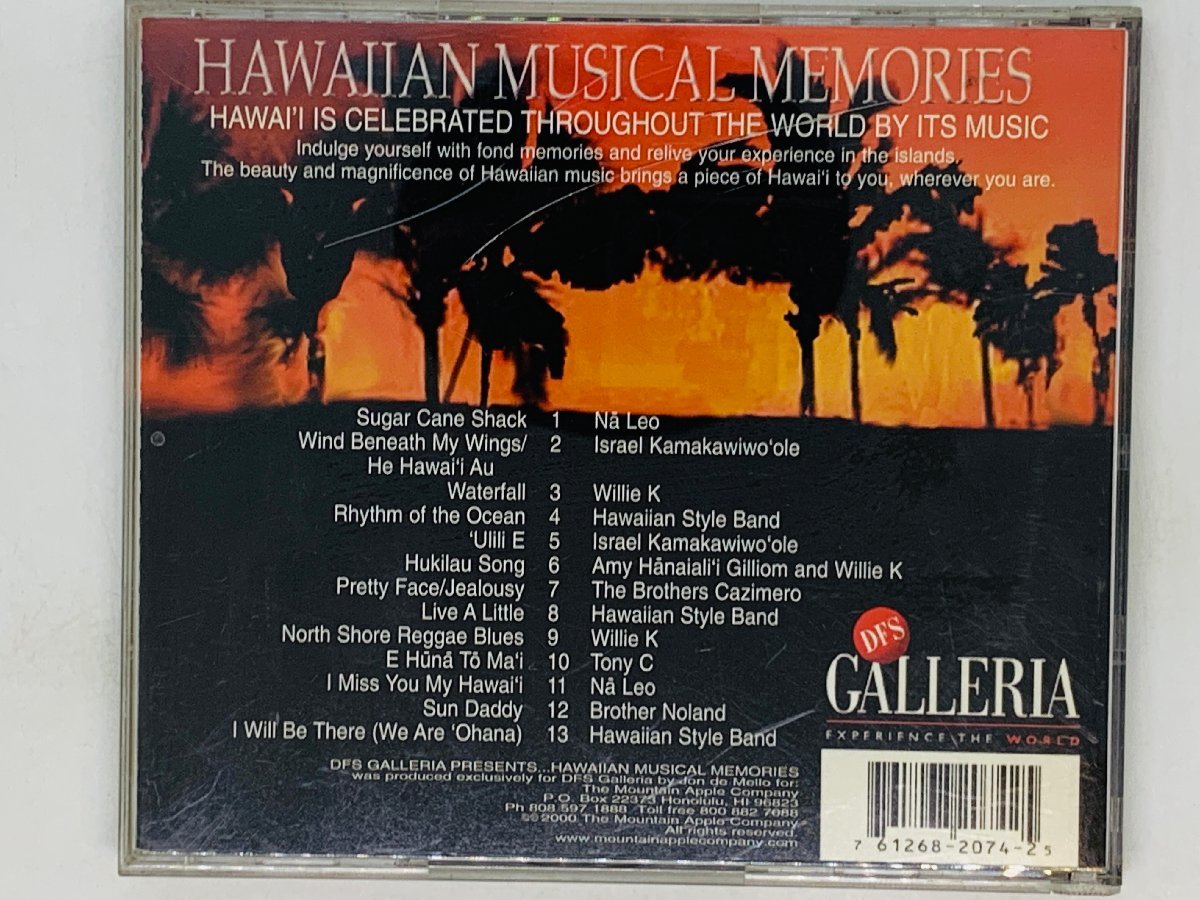 HAWAIIAN MUSICAL MEMORIES
HAWAI'I IS CELEBRATED THROUGHOUT THE WORLD BY ITS MUSIC
Indulge yourself with fond memories and relive your experience in the islands.
The beauty and magnificence of Hawaiian music brings a piece of Hawai‘i to you, wherever you are.
Sugar Cane Shack 1 Nā Leo
Wind Beneath My Wings/ 2 Israel Kamakawiwo‘ole
He Hawai‘i Au
Waterfall 3 Willie K
Rhythm of the Ocean 4 Hawaiian Style Band
‘Ulili E 5 Israel Kamakawiwo‘ole
Hukilau Song 6 Amy Hānaiali‘i Gilliom and Willie K
Pretty Face/Jealousy 7 The Brothers Cazimero
Live A Little 8 Hawaiian Style Band
North Shore Reggae Blues 9 Willie K
E Hūnā Tō Ma‘i 10 Tony C
I Miss You My Hawai‘i 11 Nā Leo
Sun Daddy 12 Brother Noland
I Will Be There (We Are ‘Ohana) 13 Hawaiian Style Band
DFS
GALLERIA
EXPERIENCE THE WORLD
DFS GALLERIA PRESENTS...HAWAIIAN MUSICAL MEMORIES
was produced exclusively for DFS Galleria by Jon de Mello for:
The Mountain Apple Company
P.O. Box 22373 Honolulu, HI 96823
Ph 808 597 1888 Toll free 800 882 7088
℗© 2000 The Mountain Apple Company
All rights reserved.
www.mountainapplecompany.com
7 61268-2074-2 5